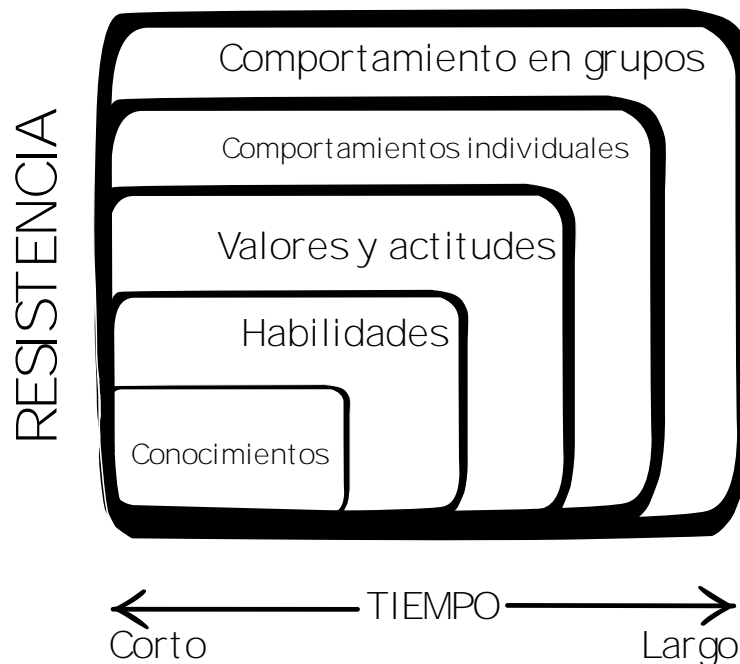 Comportamiento en grupos
Comportamientos individuales
Valores y actitudes
Habilidades
Conocimientos
RESISTENCIA
TIEMPO
Corto
Largo